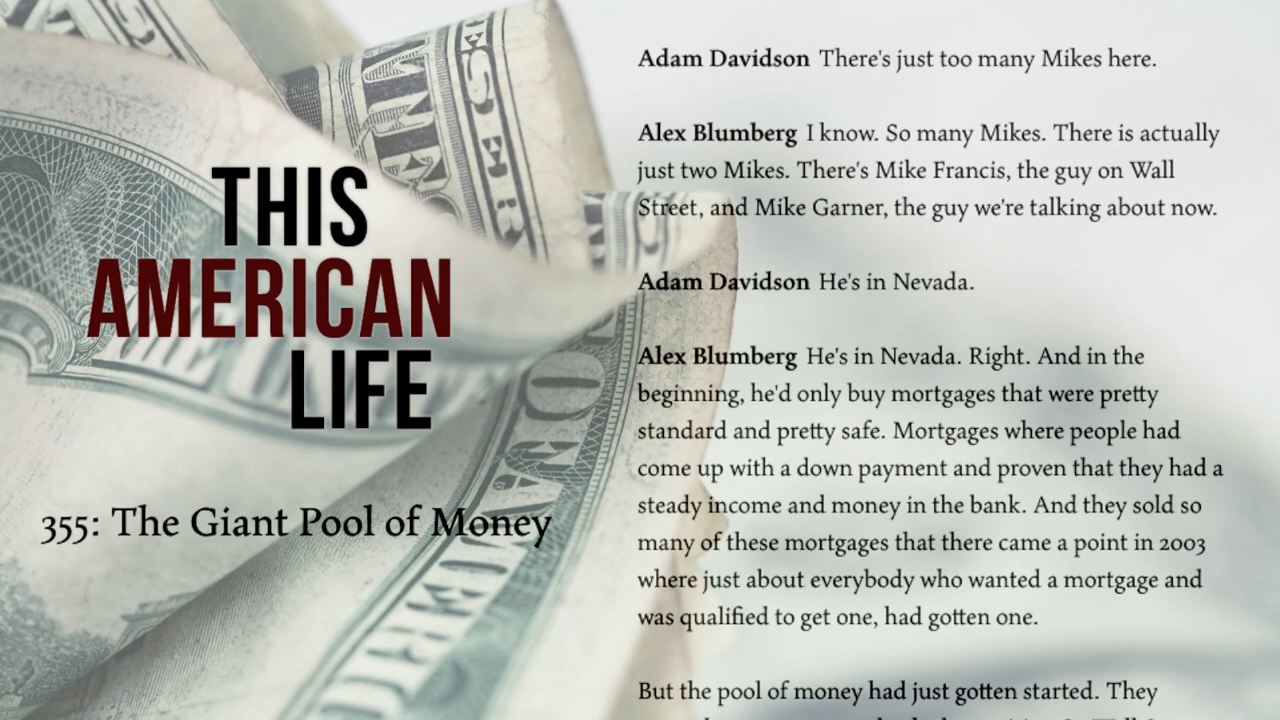 THIS
AMERICAN
LIFE
355: The Giant Pool of Money
Adam Davidson There's just too many Mikes here.
Alex Blumberg I know. So many Mikes. There is actually
just two Mikes. There's Mike Francis, the guy on Wall
Street, and Mike Garner, the guy we're talking about now.
Adam Davidson He's in Nevada.
Alex Blumberg He's in Nevada. Right. And in the
beginning, he'd only buy mortgages that were pretty
standard and pretty safe. Mortgages where people had
come up with a down payment and proven that they had a
steady income and money in the bank. And they sold so
many of these mortgages that there came a point in 2003
where just about everybody who wanted a mortgage and
was qualified to get one, had gotten one.
But the pool of money had just gotten started. They